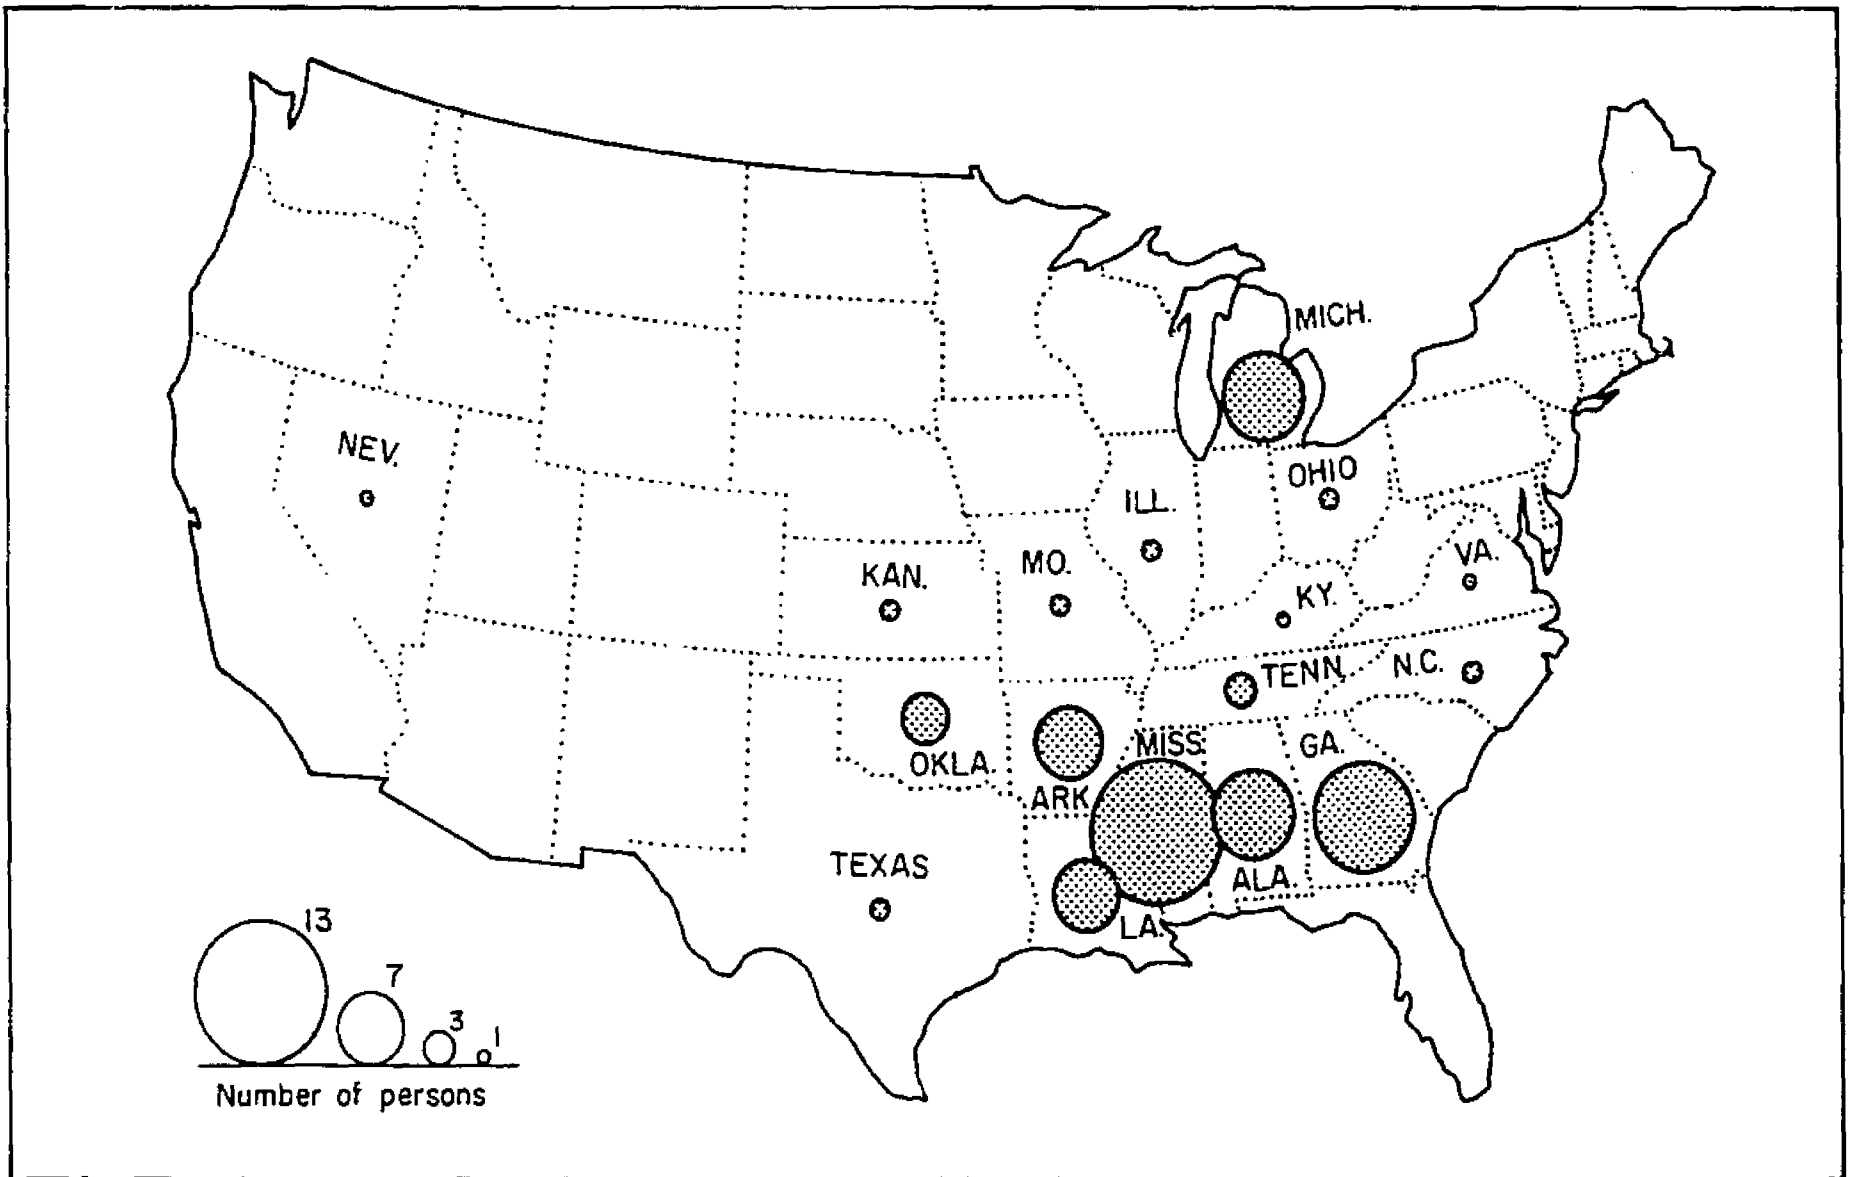 MICH.
NEV.
OHIO
ILL.
VA.
MO.
KAN.
KY.
TENN.
N.C.
MISS.
GA.
OKLA.
ARK.
TEXAS
ALA.
LA.
13
7
3
1
Number of persons